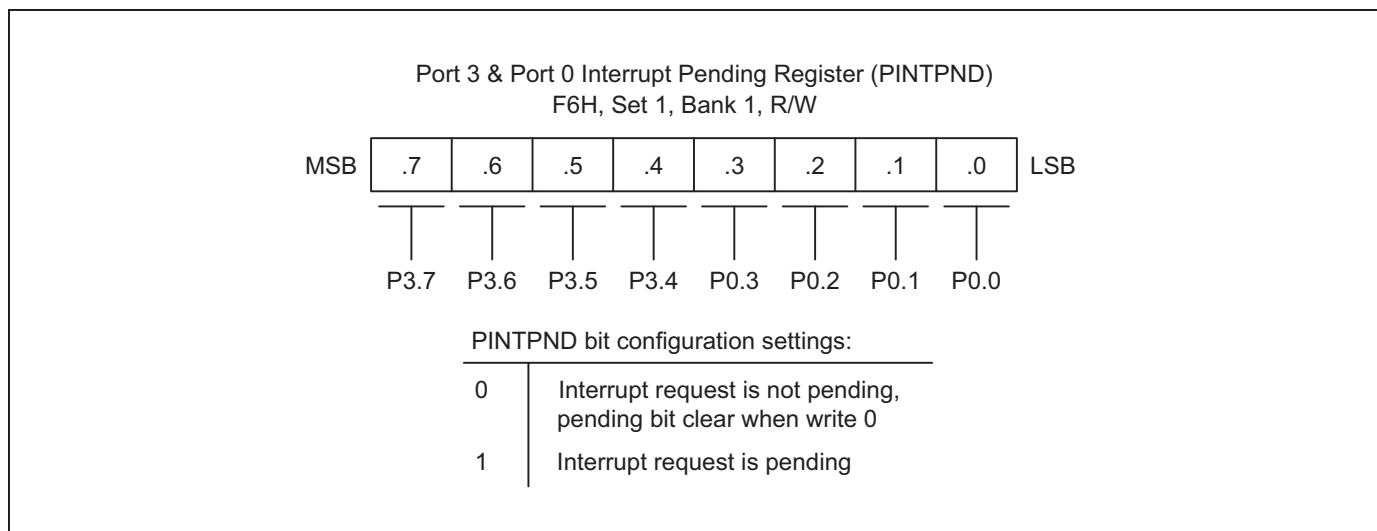 Port 3 & Port 0 Interrupt Pending Register (PINTPND)
F6H, Set 1, Bank 1, R/W
MSB .7 .6 .5 .4 .3 .2 .1 .0 LSB
P3.7 P3.6 P3.5 P3.4 P0.3 P0.2 P0.1 P0.0
PINTPND bit configuration settings:
0 Interrupt request is not pending,
pending bit clear when write 0
1 Interrupt request is pending